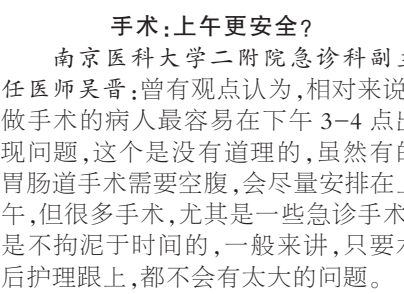 手术:上午更安全?
南京医科大学二附院急诊科副主
任医师吴晋:曾有观点认为,相对来说,
做手术的病人最容易在下午 3-4 点出
现问题,这个是没有道理的,虽然有的
胃肠道手术需要空腹,会尽量安排在上
午,但很多手术,尤其是一些急诊手术
是不拘泥于时间的,一般来讲,只要术
后护理跟上,都不会有太大的问题。